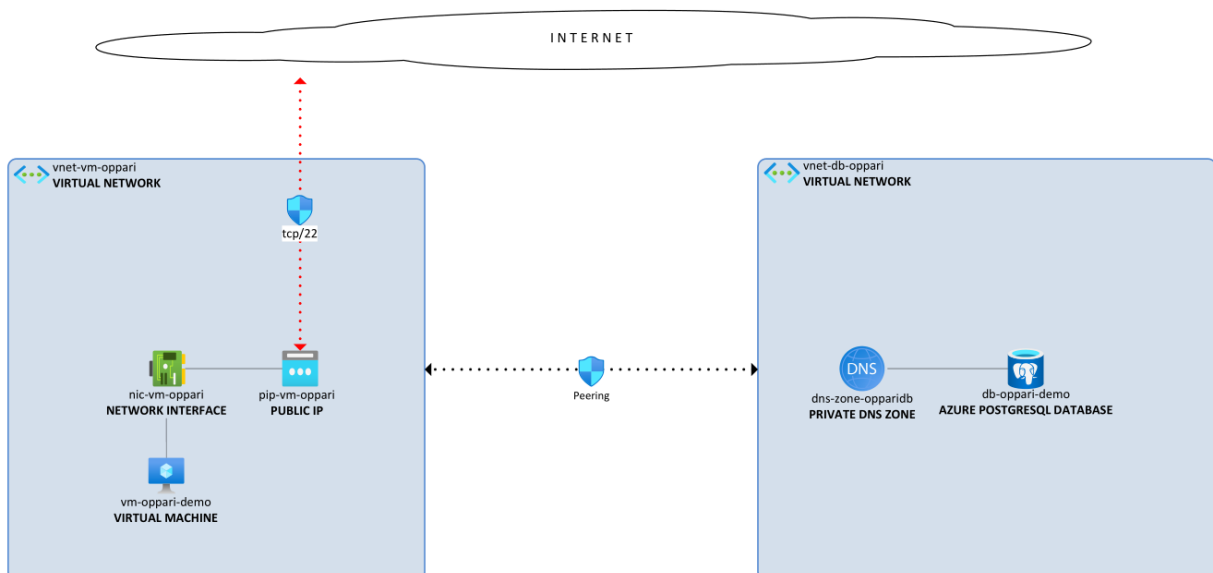 INTERNET
vnet-vm-oppari
VIRTUAL NETWORK
tcp/22
nic-vm-oppari
NETWORK INTERFACE
pip-vm-oppari
PUBLIC IP
vm-oppari-demo
VIRTUAL MACHINE
Peering
vnet-db-oppari
VIRTUAL NETWORK
DNS
dns-zone-opparidb
PRIVATE DNS ZONE
db-oppari-demo
AZURE POSTGRESQL DATABASE